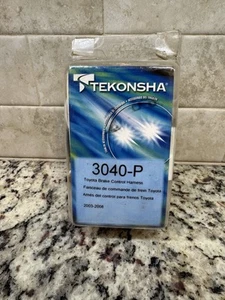 TEKONSHA
3040-P
Toyota Brake Control Harness
Faisceau de commande de frein Toyota
Arnés del control para frenos Toyota
2003-2008